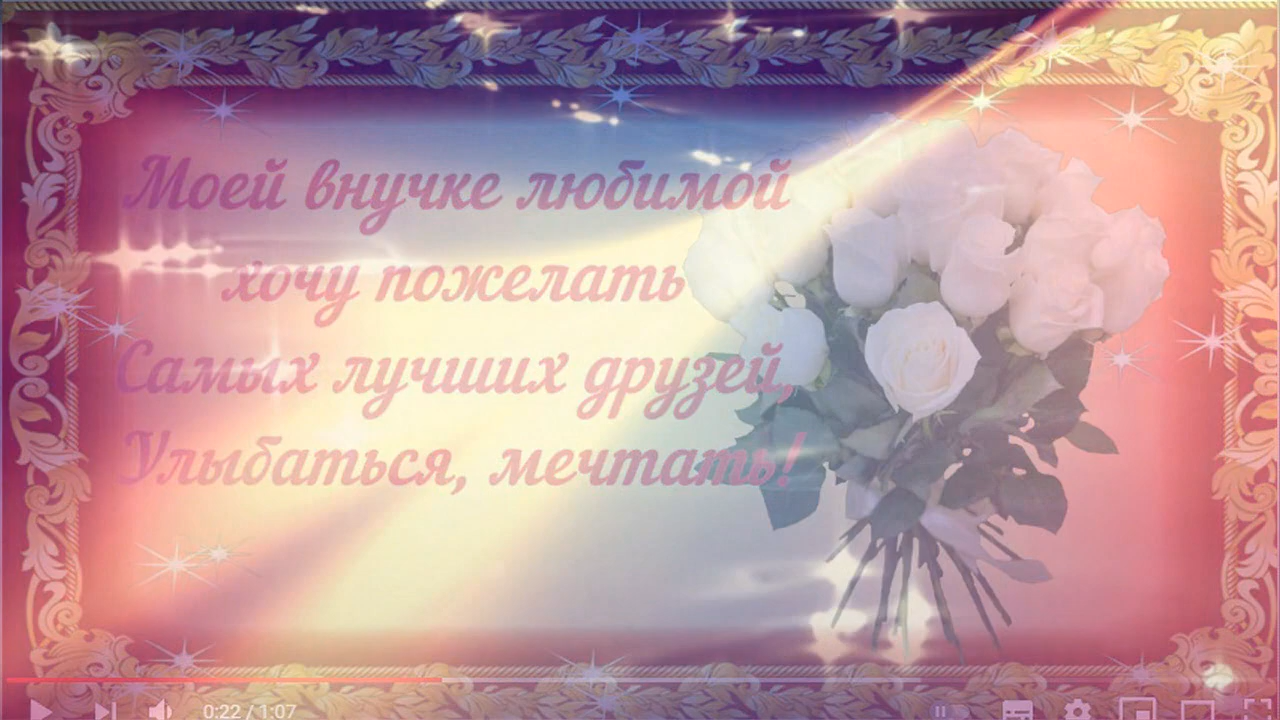 Моей внучке любимой
хочу пожелать
Самых лучших друзей,
Улыбаться, мечтать!
0:22 / 1:07